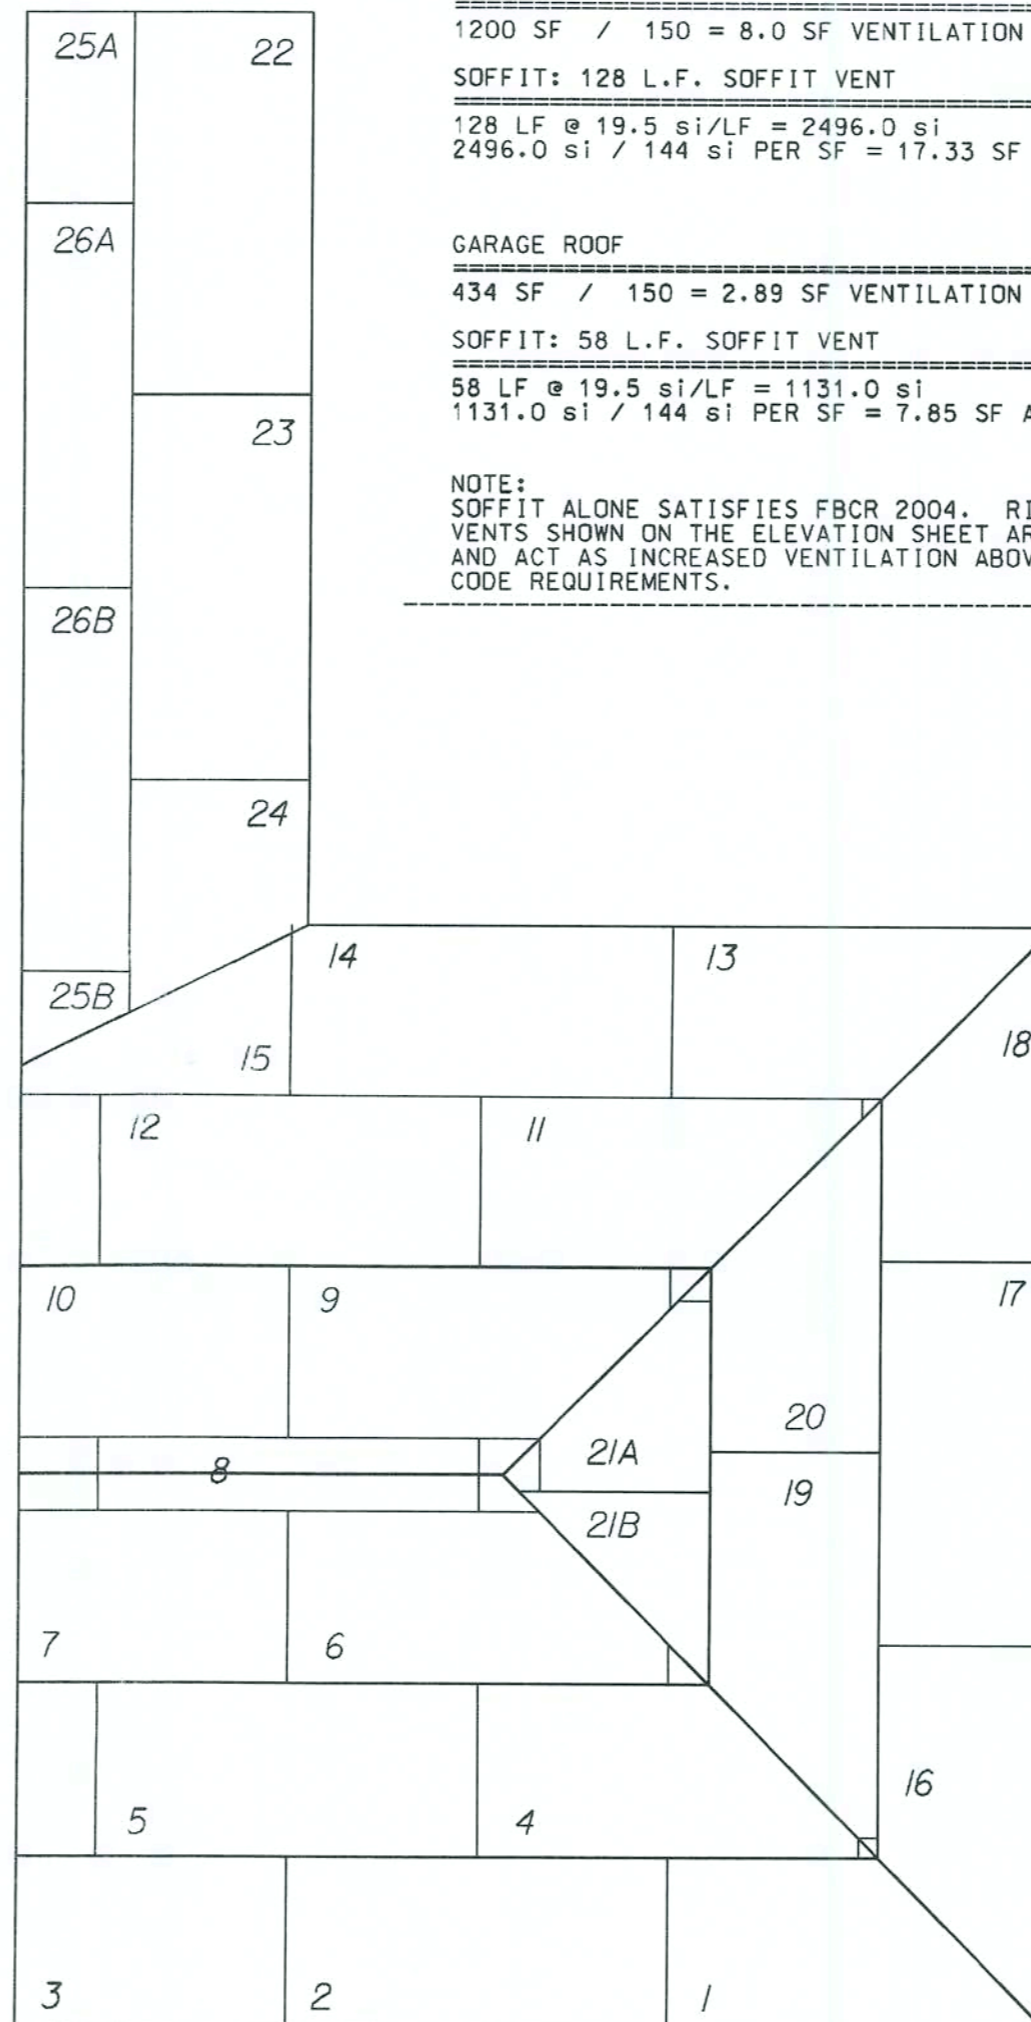 25A
22
1200 SF / 150 = 8.0 SF VENTILATION
SOFFIT: 128 L.F. SOFFIT VENT
128 LF @ 19.5 si/LF = 2496.0 si
2496.0 si / 144 si PER SF = 17.33 SF
26A
GARAGE ROOF
434 SF / 150 = 2.89 SF VENTILATION
SOFFIT: 58 L.F. SOFFIT VENT
58 LF @ 19.5 si/LF = 1131.0 si
1131.0 si / 144 si PER SF = 7.85 SF A
23
NOTE:
SOFFIT ALONE SATISFIES FBCR 2004. RI
VENTS SHOWN ON THE ELEVATION SHEET AR
AND ACT AS INCREASED VENTILATION ABOV
CODE REQUIREMENTS.
26B
24
14
13
25B
15
18
12
11
10
9
17
20
21A
8
19
21B
7
6
16
5
4
3
2
1